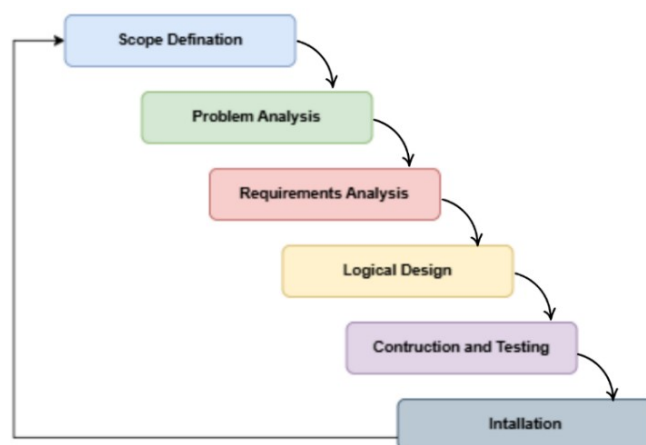 Scope Defination
Problem Analysis
Requirements Analysis
Logical Design
Contruction and Testing
Intallation